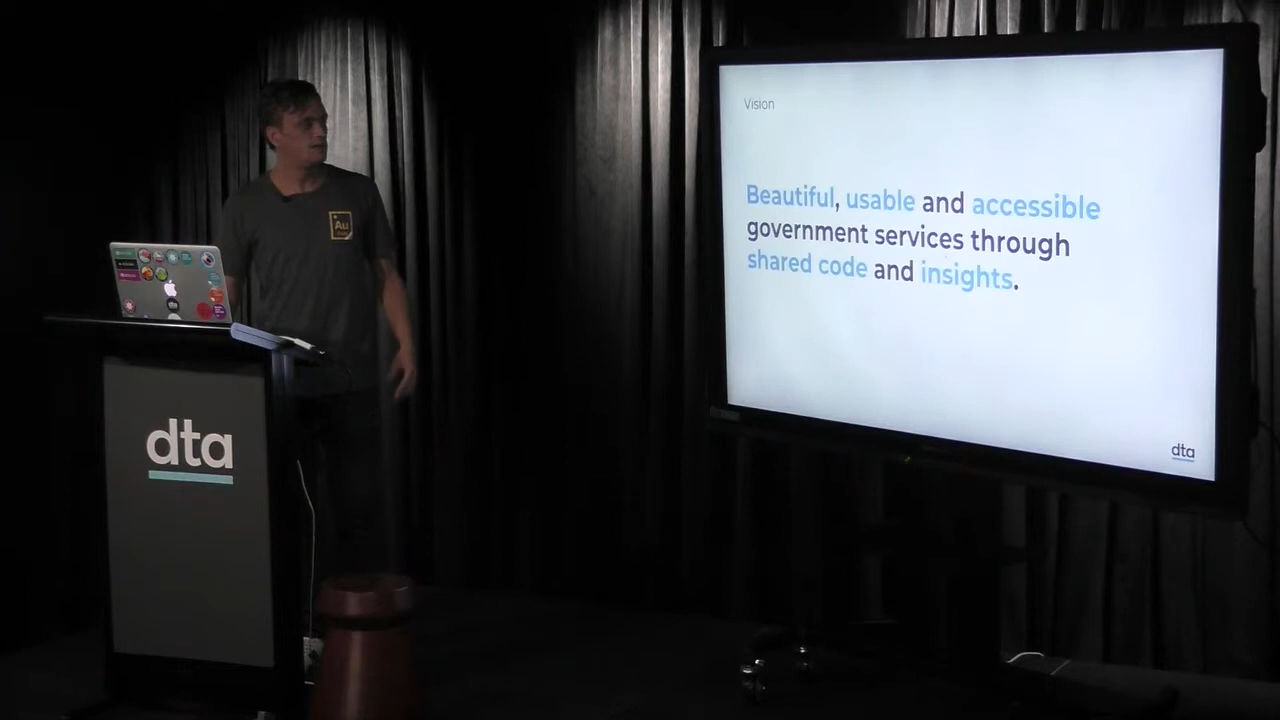 Vision
Beautiful, usable and accessible
government services through
shared code and insights.
dta
Au
dta